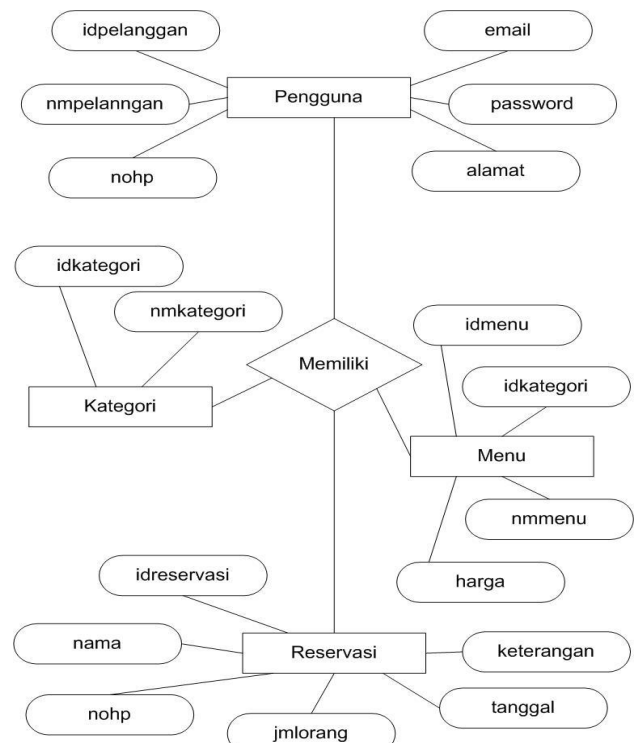 idpelanggan
email
Pengguna
nmpelanngan
password
nohp
alamat
idkategori
nmkategori
idmenu
Memiliki
idkategori
Kategori
Menu
nmmenu
idreservasi
harga
nama
Reservasi
keterangan
nohp
tanggal
jmlorang